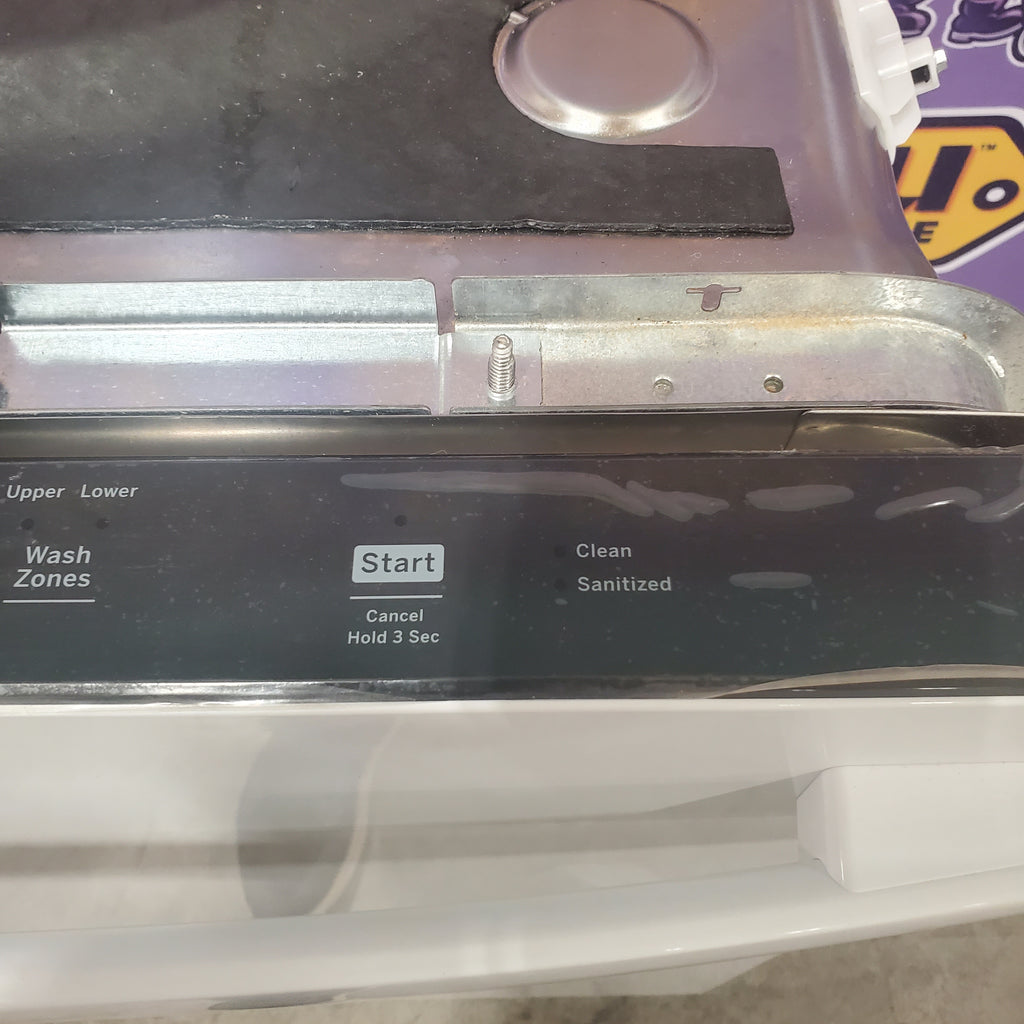 Upper Lower
Wash
Zones
Start
Cancel
Hold 3 Sec
Clean
Sanitized